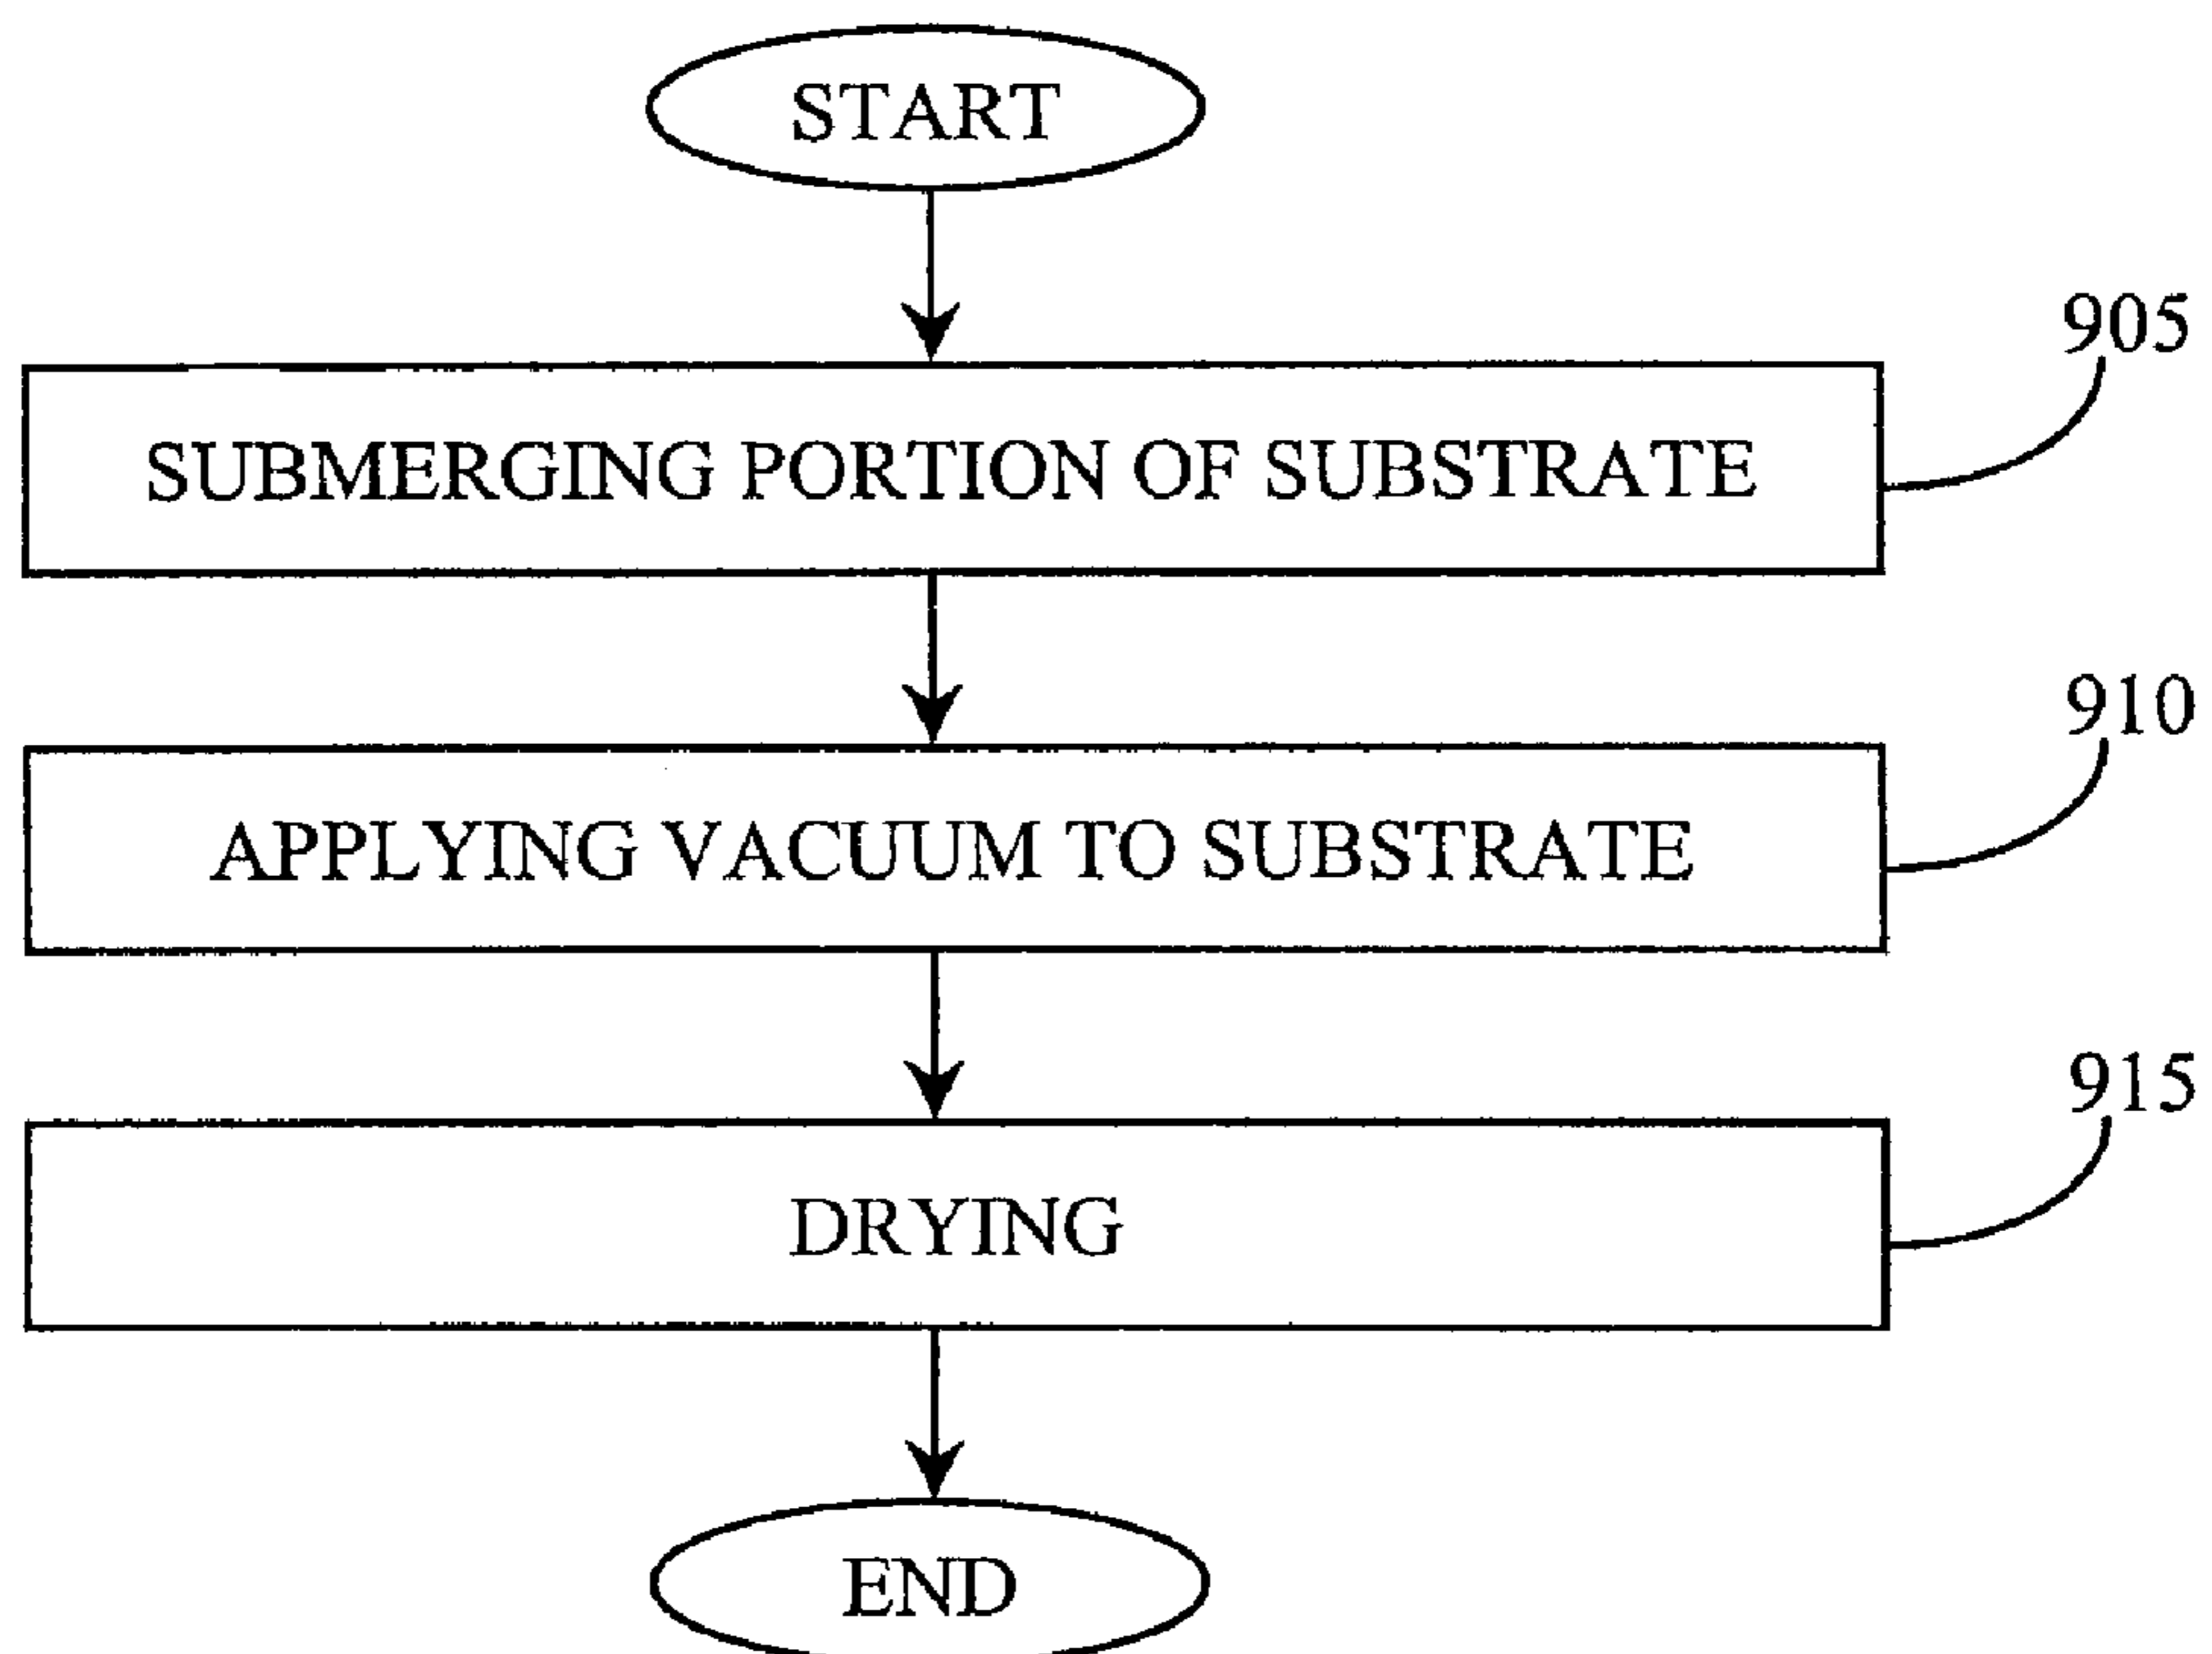 START
905
SUBMERGING PORTION OF SUBSTRATE
910
APPLYING VACUUM TO SUBSTRATE
915
DRYING
END